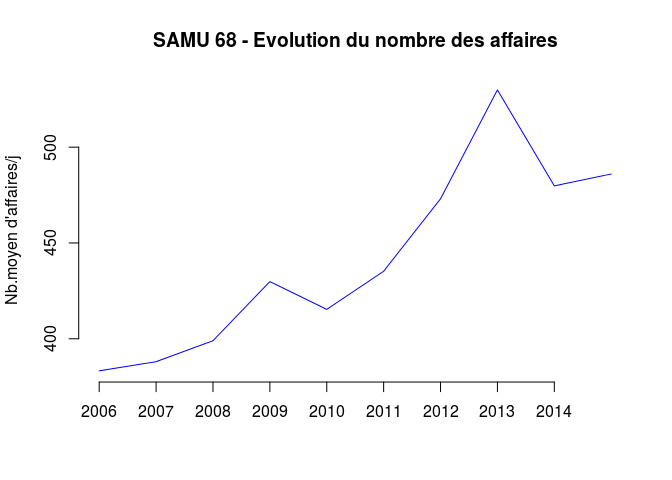 SAMU 68 - Evolution du nombre des affaires
Nb.moyen d'affaires/j
500
450
400
2006 2007 2008 2009 2010 2011 2012 2013 2014